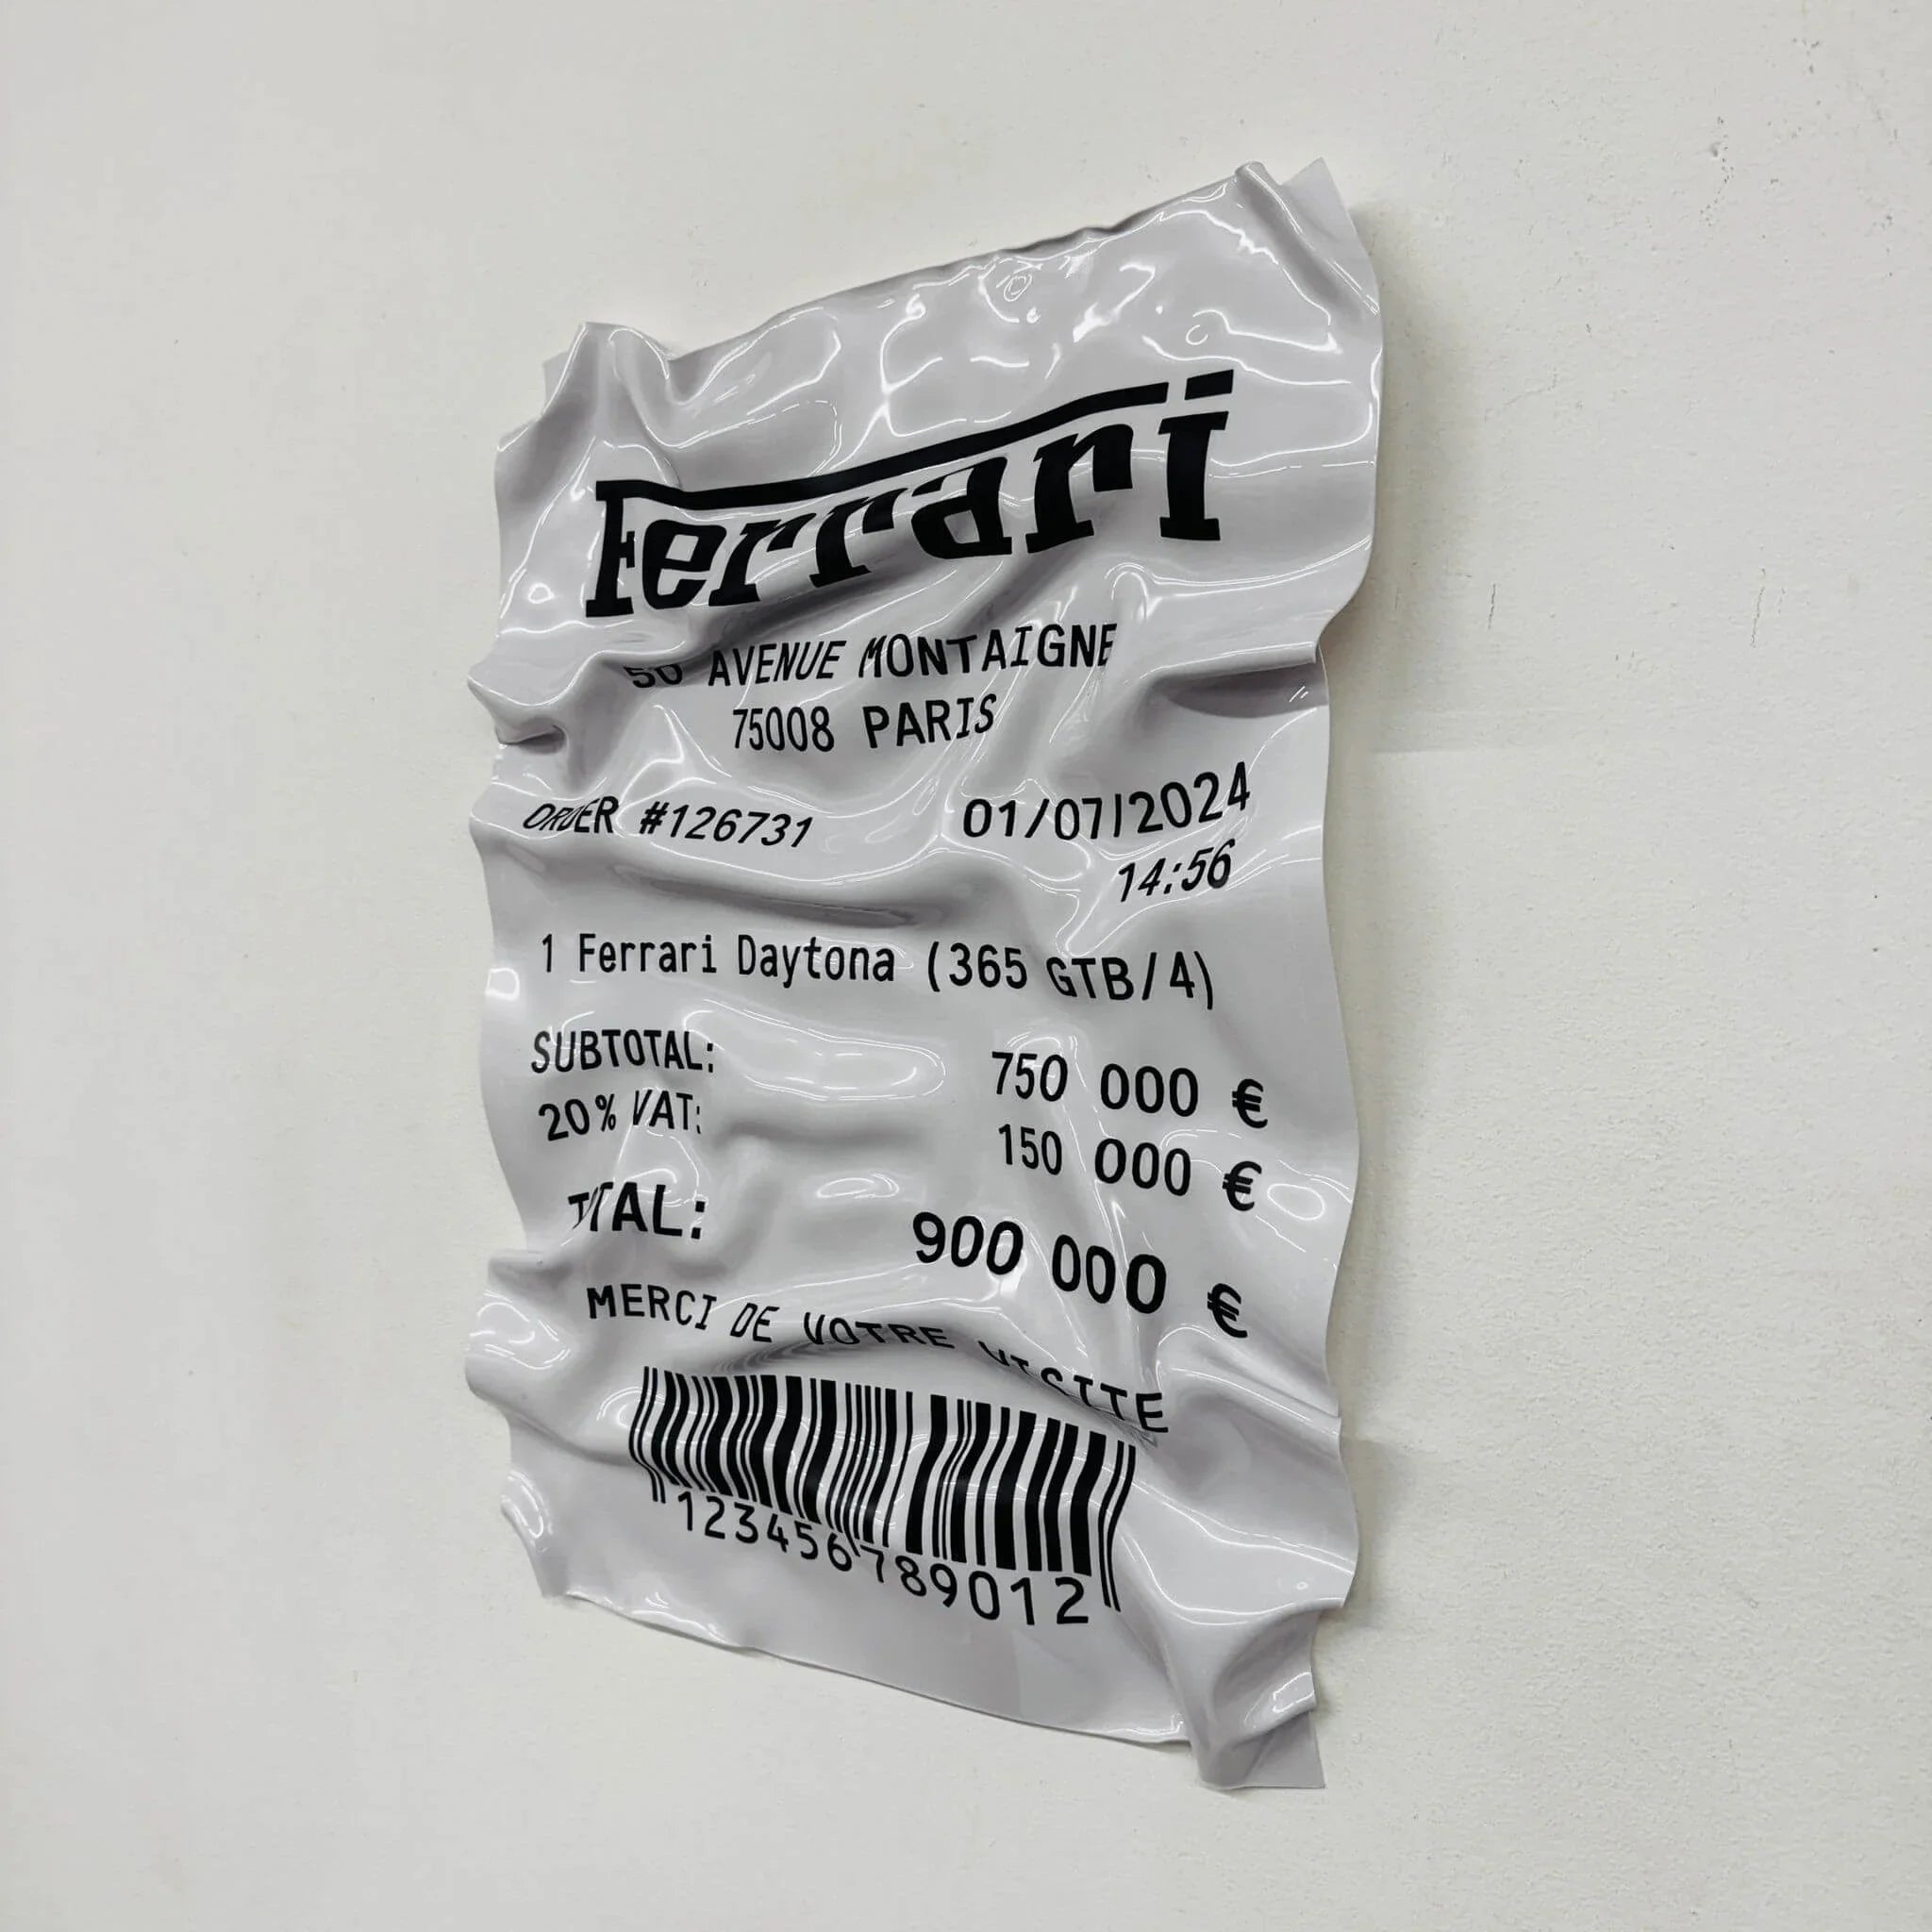 Ferrari
50 AVENUE MONTAIGNE
75008 PARIS
ORDER #126731 01/07/2024
14:56
1 Ferrari Daytona (365 GTB/4)
SUBTOTAL: 750 000 €
20% VAT: 150 000 €
TOTAL: 900 000 €
MERCI DE VOTRE VISITE
123456789012